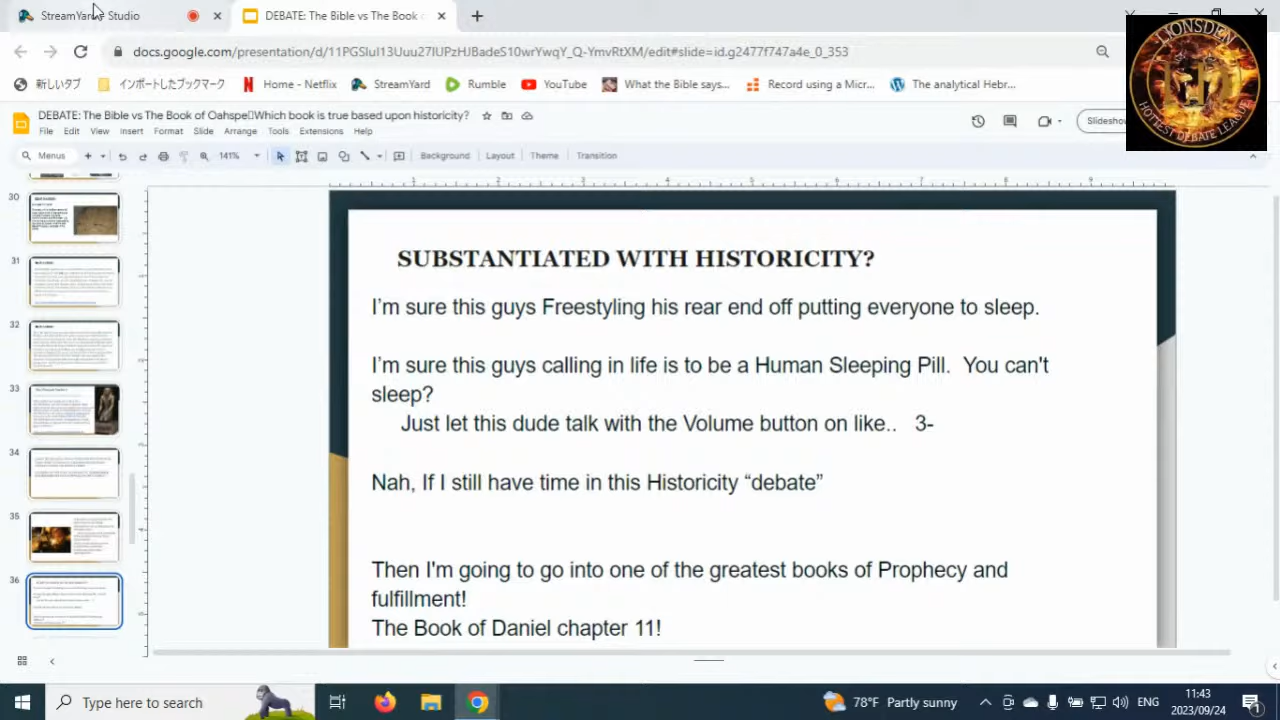 StreamYard Studio
DEBATE: The Bible vs The Book
docs.google.com/presentation/d/11PGSIuI13Uuu27IUPzHJBadeS10wrYwqY_Q-YmvRtXM/edit#slide=id.g2477f747a4e_0_353
新しいタブ
インポートしたブックマーク
Home - Netflix
StreamYard
Rumble
YouTube
What the Bible says...
Record using a Micr...
The analytical Hebr...
LIONSDEN
HOTTEST DEBATE LEAGUE
DEBATE: The Bible vs The Book of Oahspe Which book is true based upon historicity?
File Edit View Insert Format Slide Arrange Tools Extensions Help
Slideshow
Menus 141% Background Layout Theme Transition
30
31
32
33
34
35
36
SUBSTANTIATED WITH HISTORICITY?
I'm sure this guys Freestyling his rear end off putting everyone to sleep.
I'm sure this guys calling in life is to be a Human Sleeping Pill. You can't
sleep?
Just let this dude talk with the Volume button on like.. 3-
Nah, If I still have time in this Historicity “debate”
Then I'm going to go into one of the greatest books of Prophecy and
fulfillment!
The Book of Daniel chapter 11!
Type here to search
78°F Partly sunny
ENG
11:43
2023/09/24